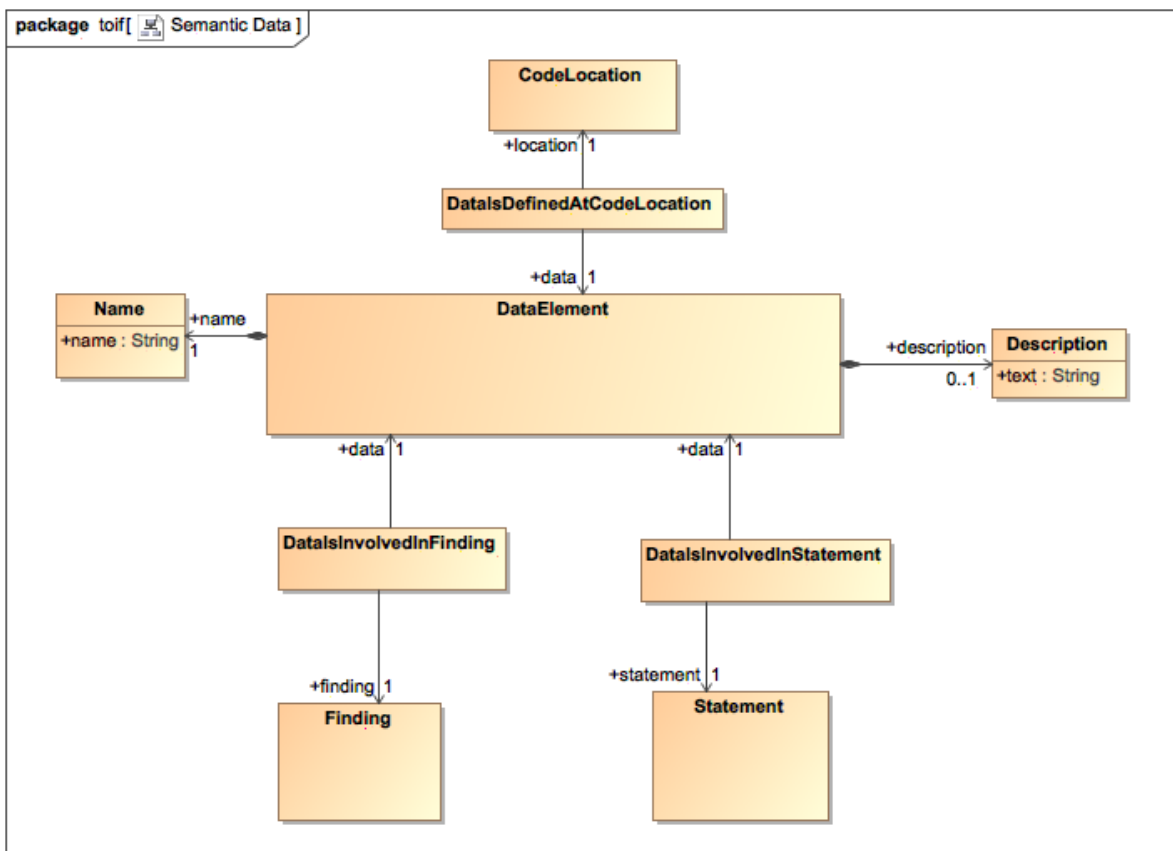 package toif[ Semantic Data ]
CodeLocation
+location 1
DataIsDefinedAtCodeLocation
+data 1
Name
+name : String
+name
1
DataElement
+description
0..1
Description
+text : String
+data 1
+data 1
DataIsInvolvedInFinding
DataIsInvolvedInStatement
+finding 1
+statement 1
Finding
Statement